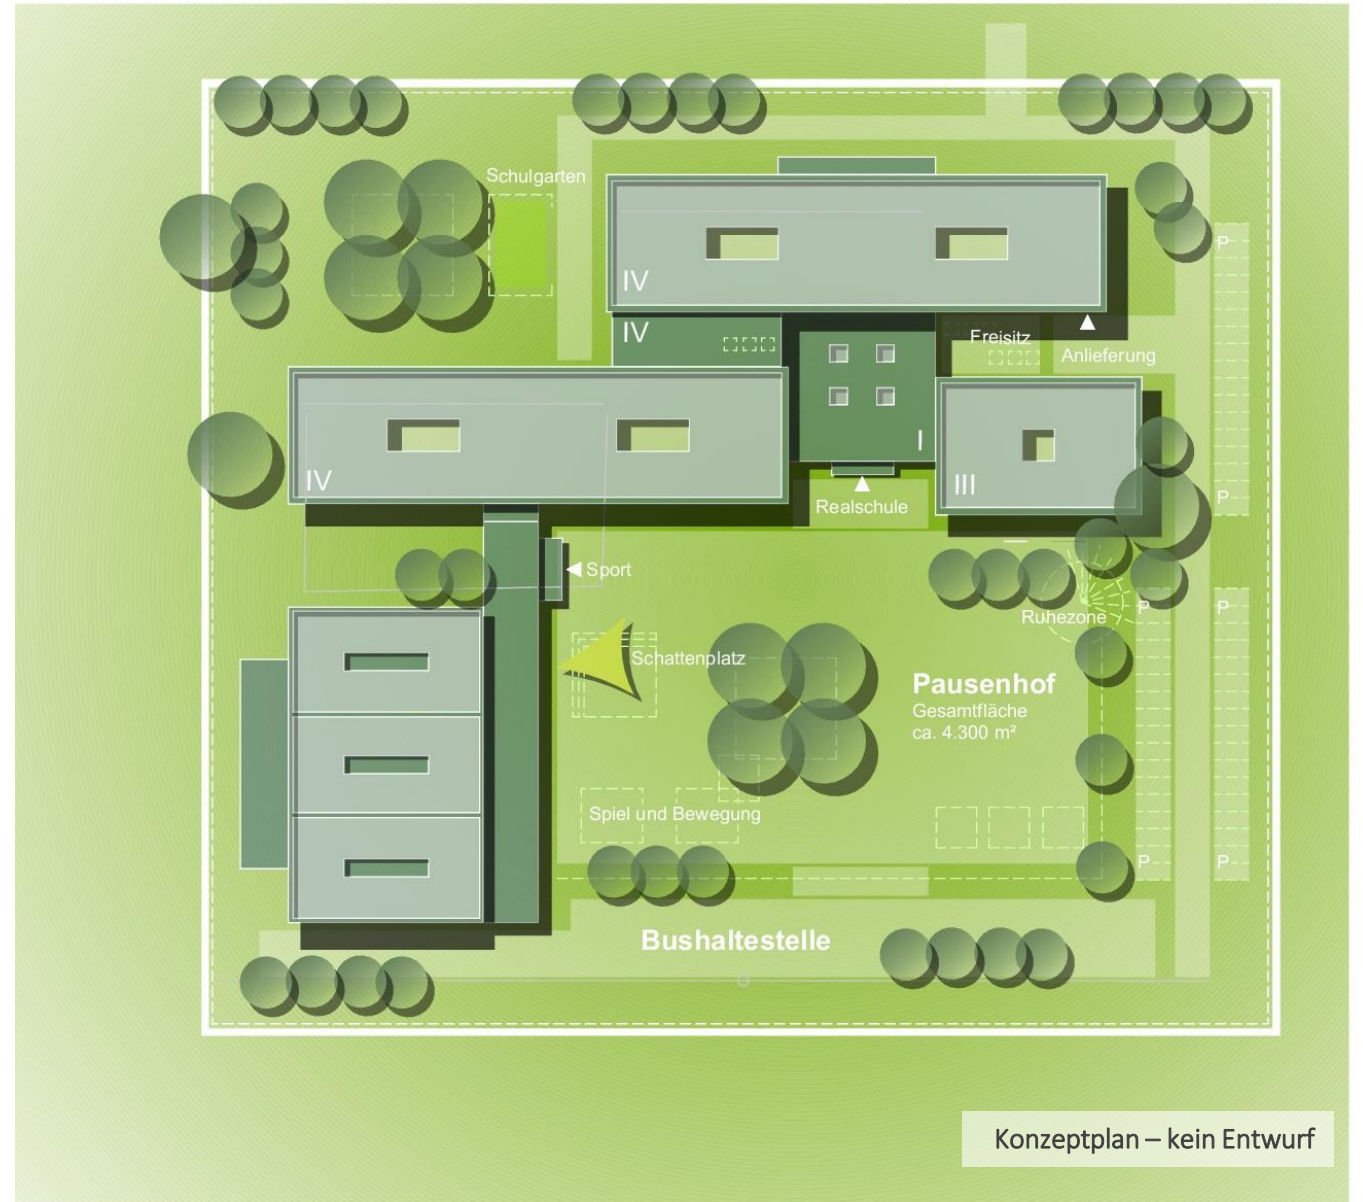 Schulgarten
P
IV
IV
Freisitz
Anlieferung
I
IV
III
P
Realschule
Sport
P
P
Ruhezone
Schattenplatz
Pausenhof
Gesamtfläche
ca. 4.300 m²
Spiel und Bewegung
P
P
Bushaltestelle
Konzeptplan – kein Entwurf